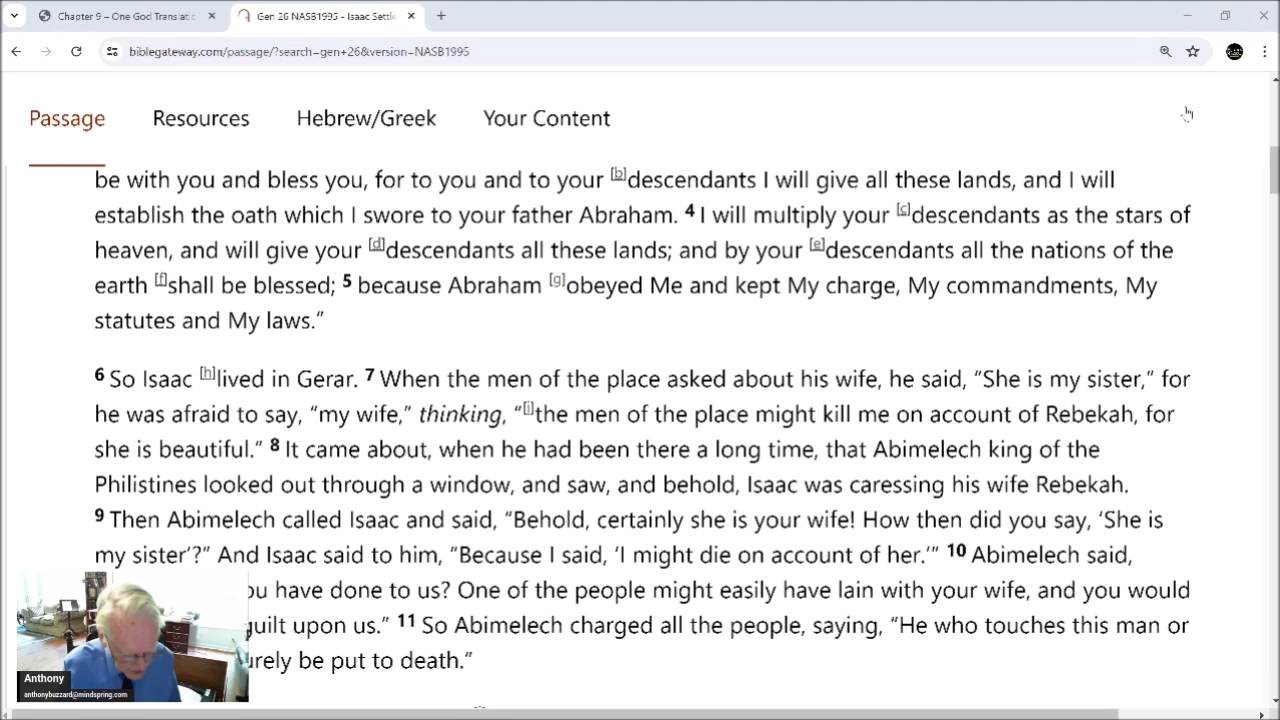 Chapter 9 – One God Translatic
Gen 26 NASB1995 - Isaac Settle
biblegateway.com/passage/?search=gen+26&version=NASB1995
Passage Resources Hebrew/Greek Your Content
be with you and bless you, for to you and to your [b]descendants I will give all these lands, and I will
establish the oath which I swore to your father Abraham. 4 I will multiply your [c]descendants as the stars of
heaven, and will give your [d]descendants all these lands; and by your [e]descendants all the nations of the
earth [f]shall be blessed; 5 because Abraham [g]obeyed Me and kept My charge, My commandments, My
statutes and My laws.”
6 So Isaac [h]lived in Gerar. 7 When the men of the place asked about his wife, he said, “She is my sister,” for
he was afraid to say, “my wife,” thinking, “[i]the men of the place might kill me on account of Rebekah, for
she is beautiful.” 8 It came about, when he had been there a long time, that Abimelech king of the
Philistines looked out through a window, and saw, and behold, Isaac was caressing his wife Rebekah.
9 Then Abimelech called Isaac and said, “Behold, certainly she is your wife! How then did you say, ‘She is
my sister’?” And Isaac said to him, “Because I said, ‘I might die on account of her.’” 10 Abimelech said,
ou have done to us? One of the people might easily have lain with your wife, and you would
guilt upon us.” 11 So Abimelech charged all the people, saying, “He who touches this man or
urely be put to death.”
Anthony
anthonybuzzard@mindspring.com